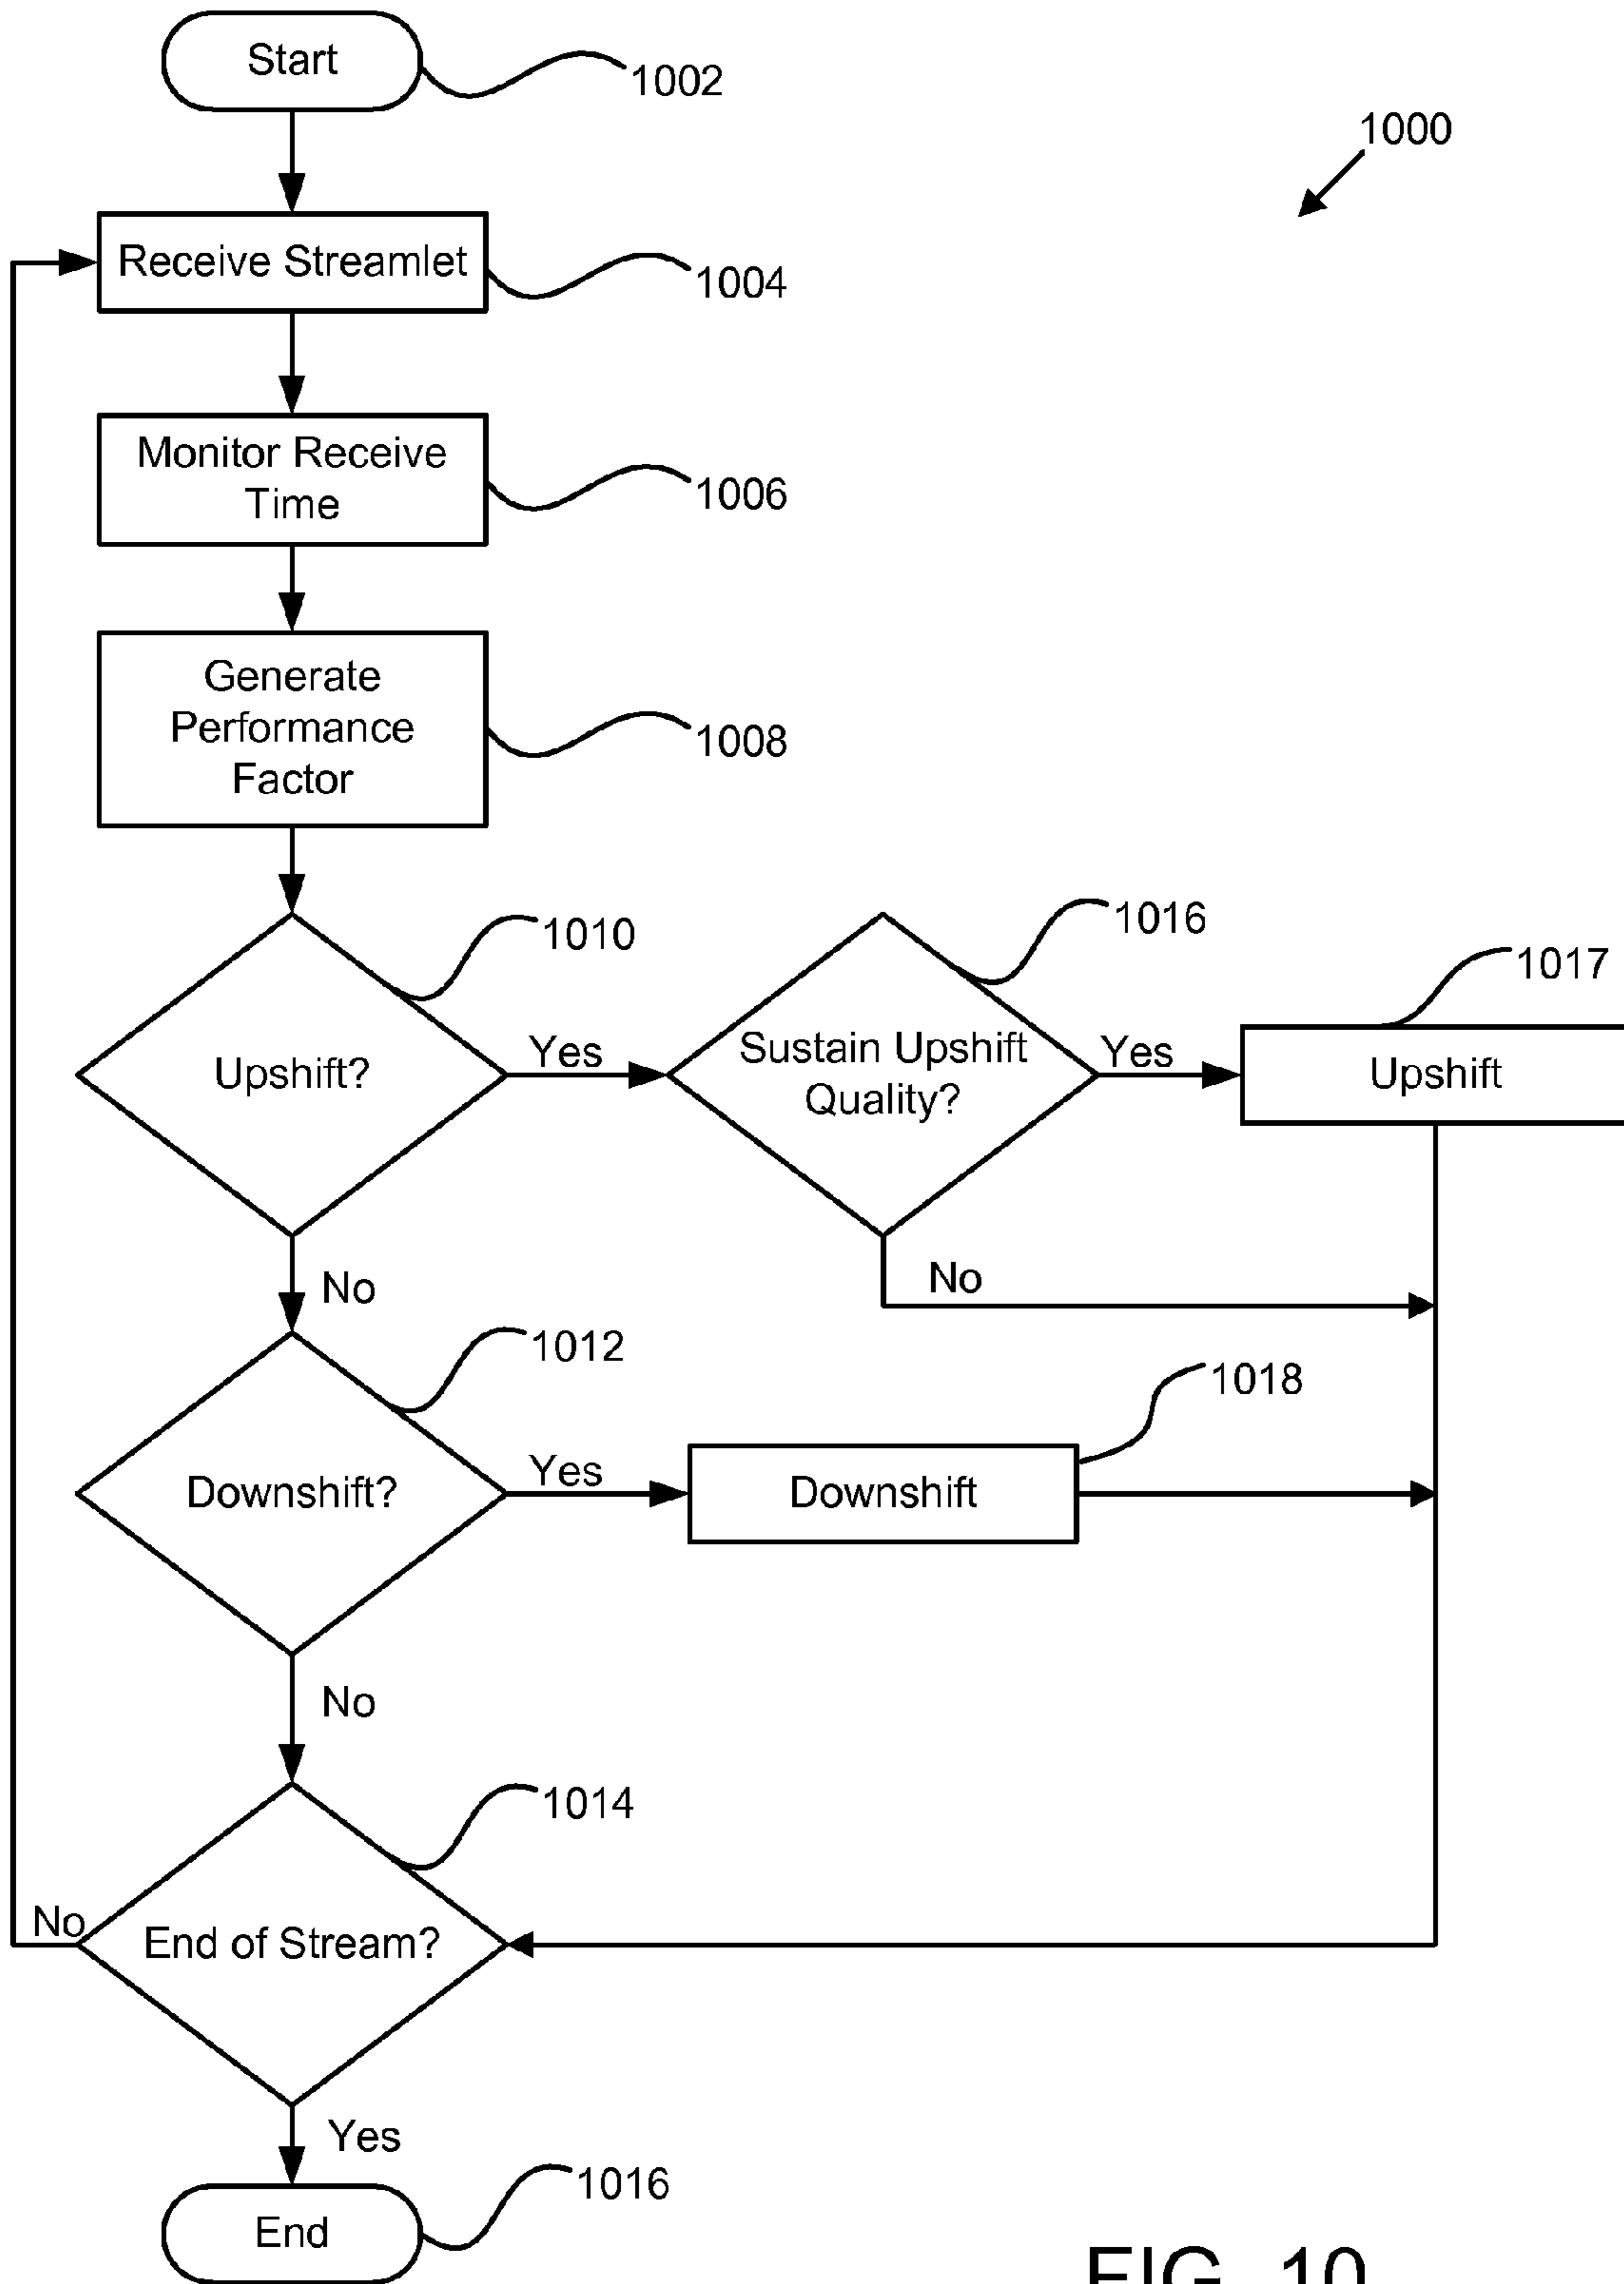 Start
1002
1000
Receive Streamlet
1004
Monitor Receive
Time
1006
Generate
Performance
Factor
1008
1010
1016
1017
Upshift?
Yes
Sustain Upshift
Quality?
Yes
Upshift
No
No
1012
1018
Downshift?
Yes
Downshift
No
1014
No
End of Stream?
Yes
1016
End
FIG. 10